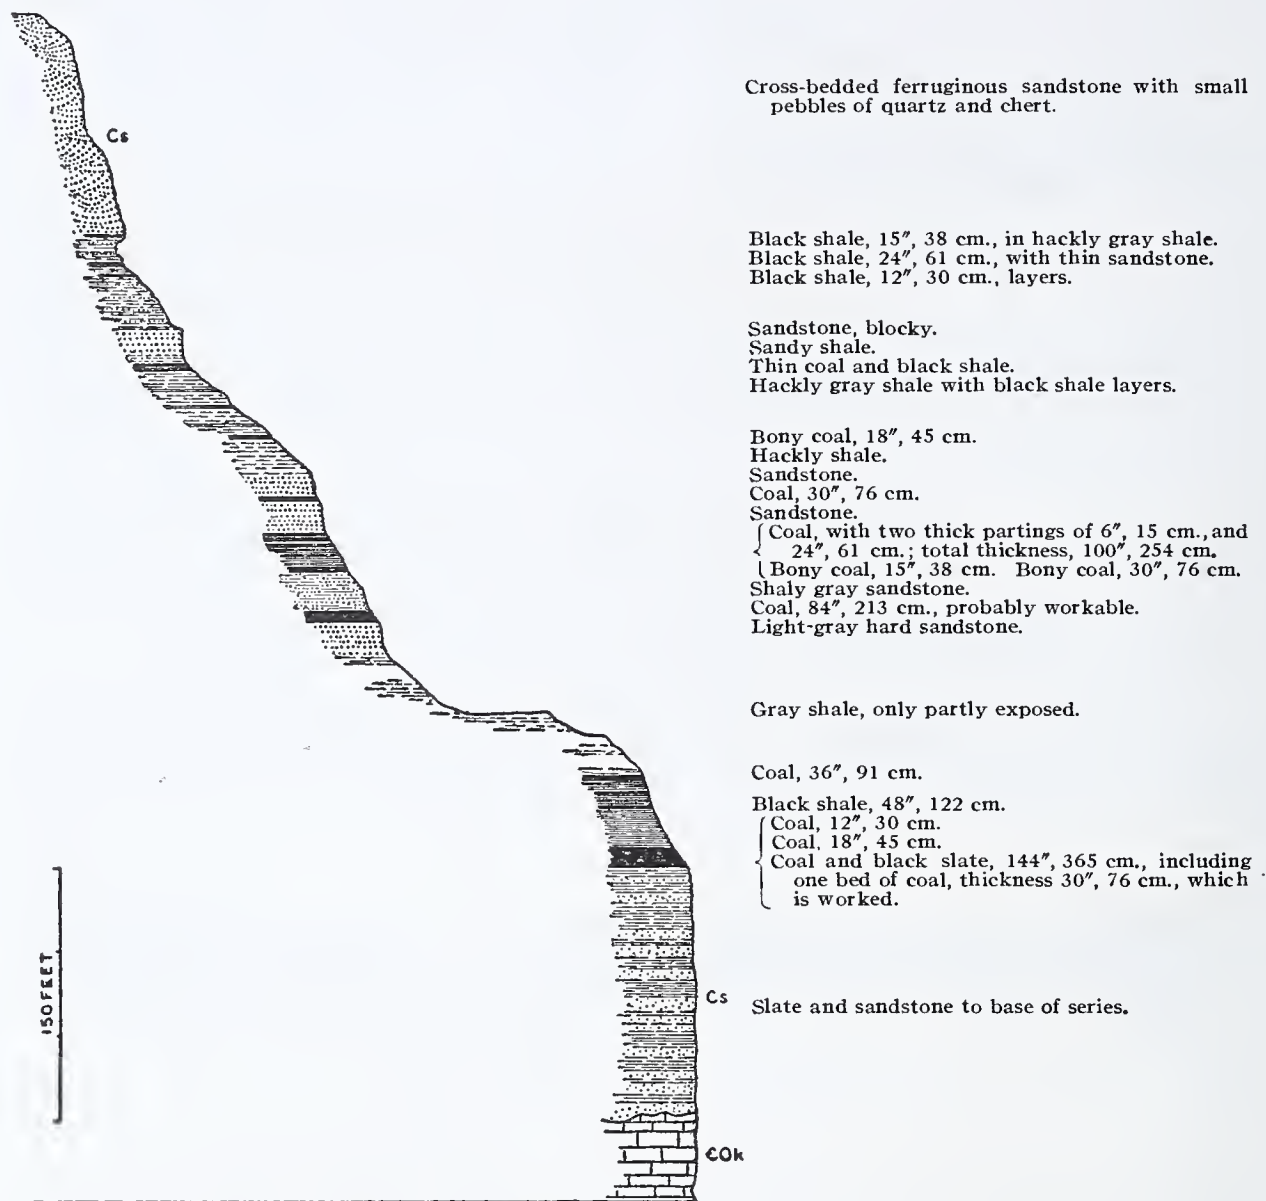 Cross-bedded ferruginous sandstone with small
pebbles of quartz and chert.
Cs
Black shale, 15″, 38 cm., in hackly gray shale.
Black shale, 24″, 61 cm., with thin sandstone.
Black shale, 12″, 30 cm., layers.
Sandstone, blocky.
Sandy shale.
Thin coal and black shale.
Hackly gray shale with black shale layers.
Bony coal, 18″, 45 cm.
Hackly shale.
Sandstone.
Coal, 30″, 76 cm.
Sandstone.
Coal, with two thick partings of 6″, 15 cm., and
24″, 61 cm.; total thickness, 100″, 254 cm.
Bony coal, 15″, 38 cm. Bony coal, 30″, 76 cm.
Shaly gray sandstone.
Coal, 84″, 213 cm., probably workable.
Light-gray hard sandstone.
Gray shale, only partly exposed.
Coal, 36″, 91 cm.
Black shale, 48″, 122 cm.
Coal, 12″, 30 cm.
Coal, 18″, 45 cm.
Coal and black slate, 144″, 365 cm., including
one bed of coal, thickness 30″, 76 cm., which
is worked.
150 FEET
Cs
Slate and sandstone to base of series.
ЄOk